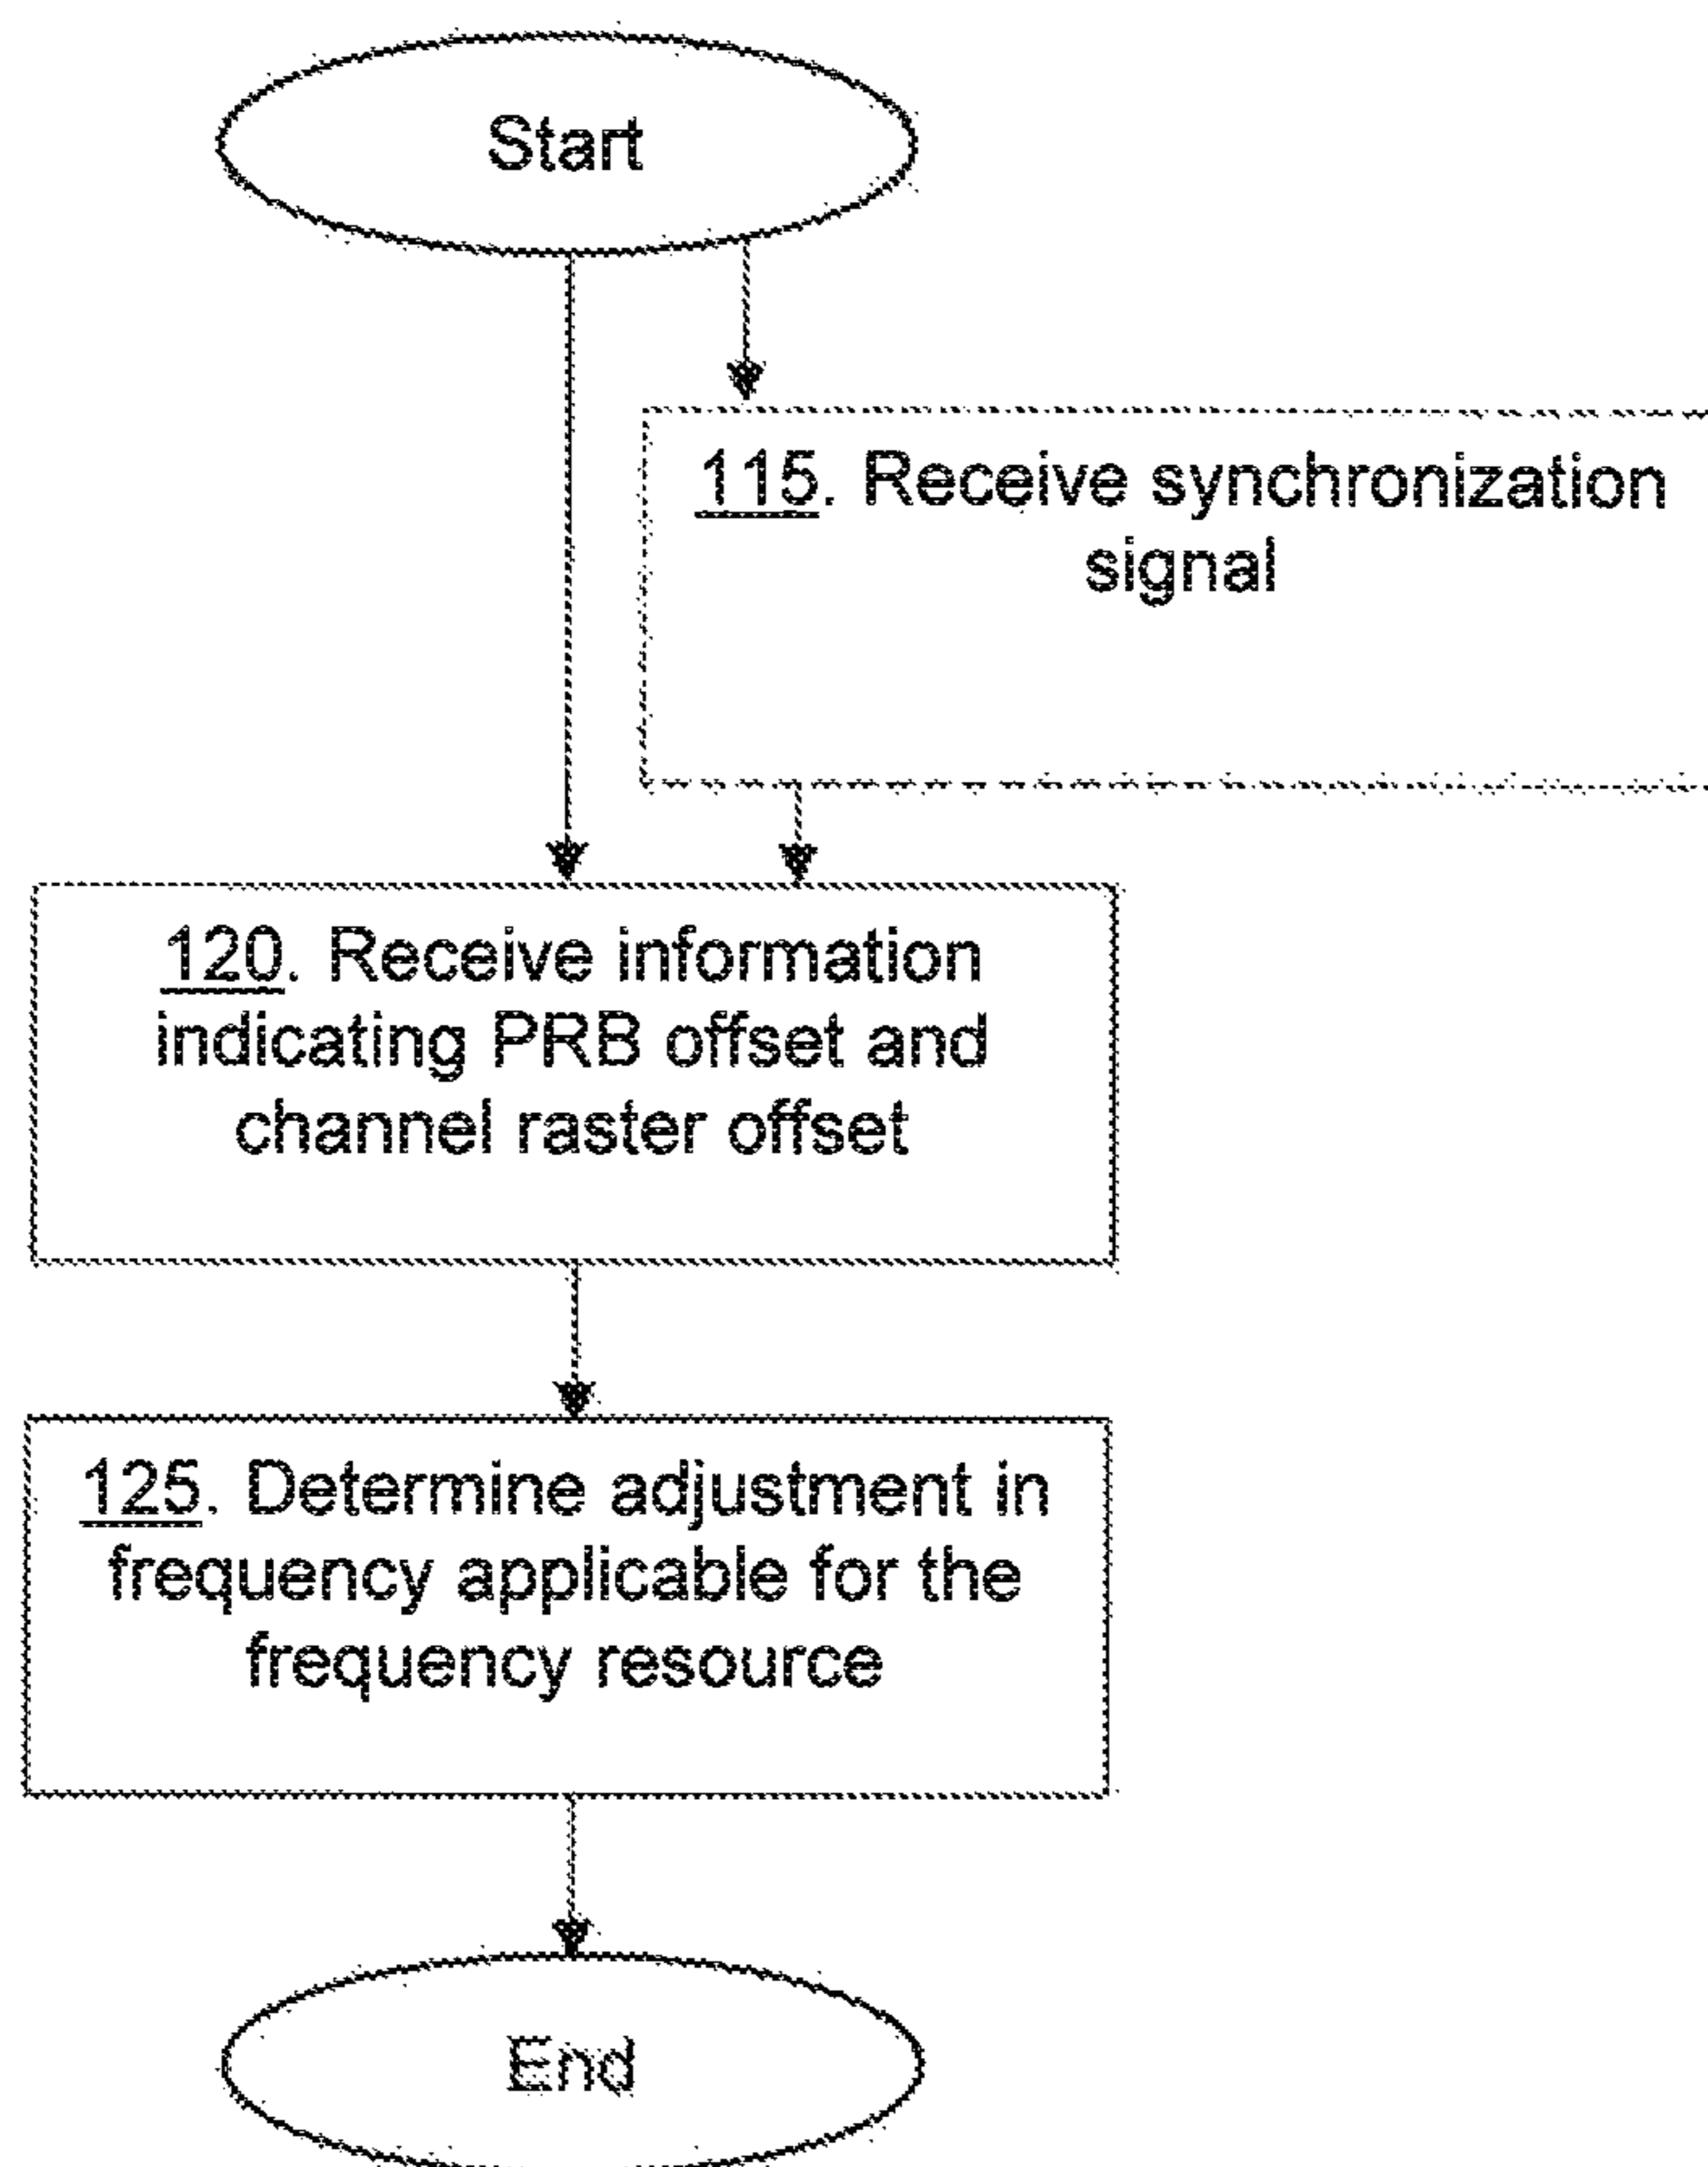 Start
115. Receive synchronization
signal
120. Receive information
indicating PRB offset and
channel raster offset
125. Determine adjustment in
frequency applicable for the
frequency resource
End